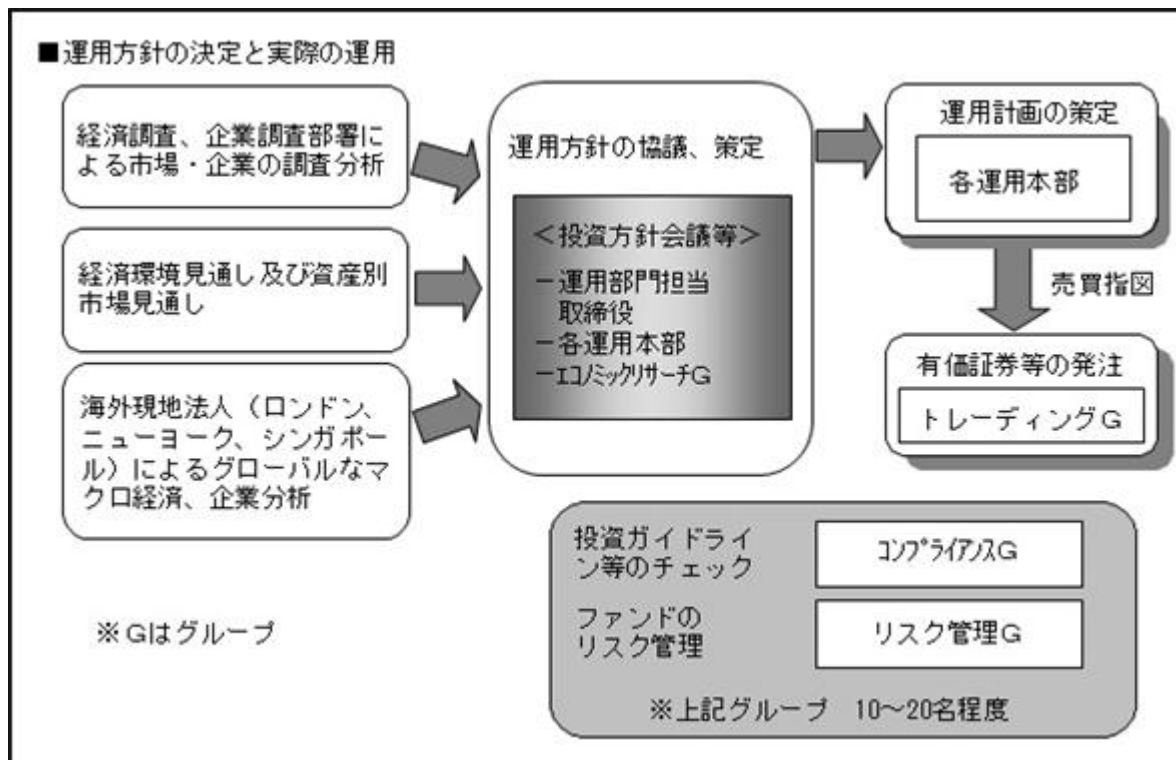 ■運用方針の決定と実際の運用
経済調査、企業調査部署に
よる市場・企業の調査分析
経済環境見通し及び資産別
市場見通し
海外現地法人（ロンドン、
ニューヨーク、シンガポー
ル）によるグローバルなマ
クロ経済、企業分析
運用方針の協議、策定
＜投資方針会議等＞
－運用部門担当
取締役
－各運用本部
－ｴｺﾉﾐｯｸﾘｻｰﾁＧ
運用計画の策定
各運用本部
売買指図
有価証券等の発注
トレーディングＧ
投資ガイドライ
ン等のチェック
ｺﾝﾌﾟﾗｲｱﾝｽＧ
ファンドの
リスク管理
リスク管理Ｇ
※上記グループ　10～20名程度
※Ｇはグループ